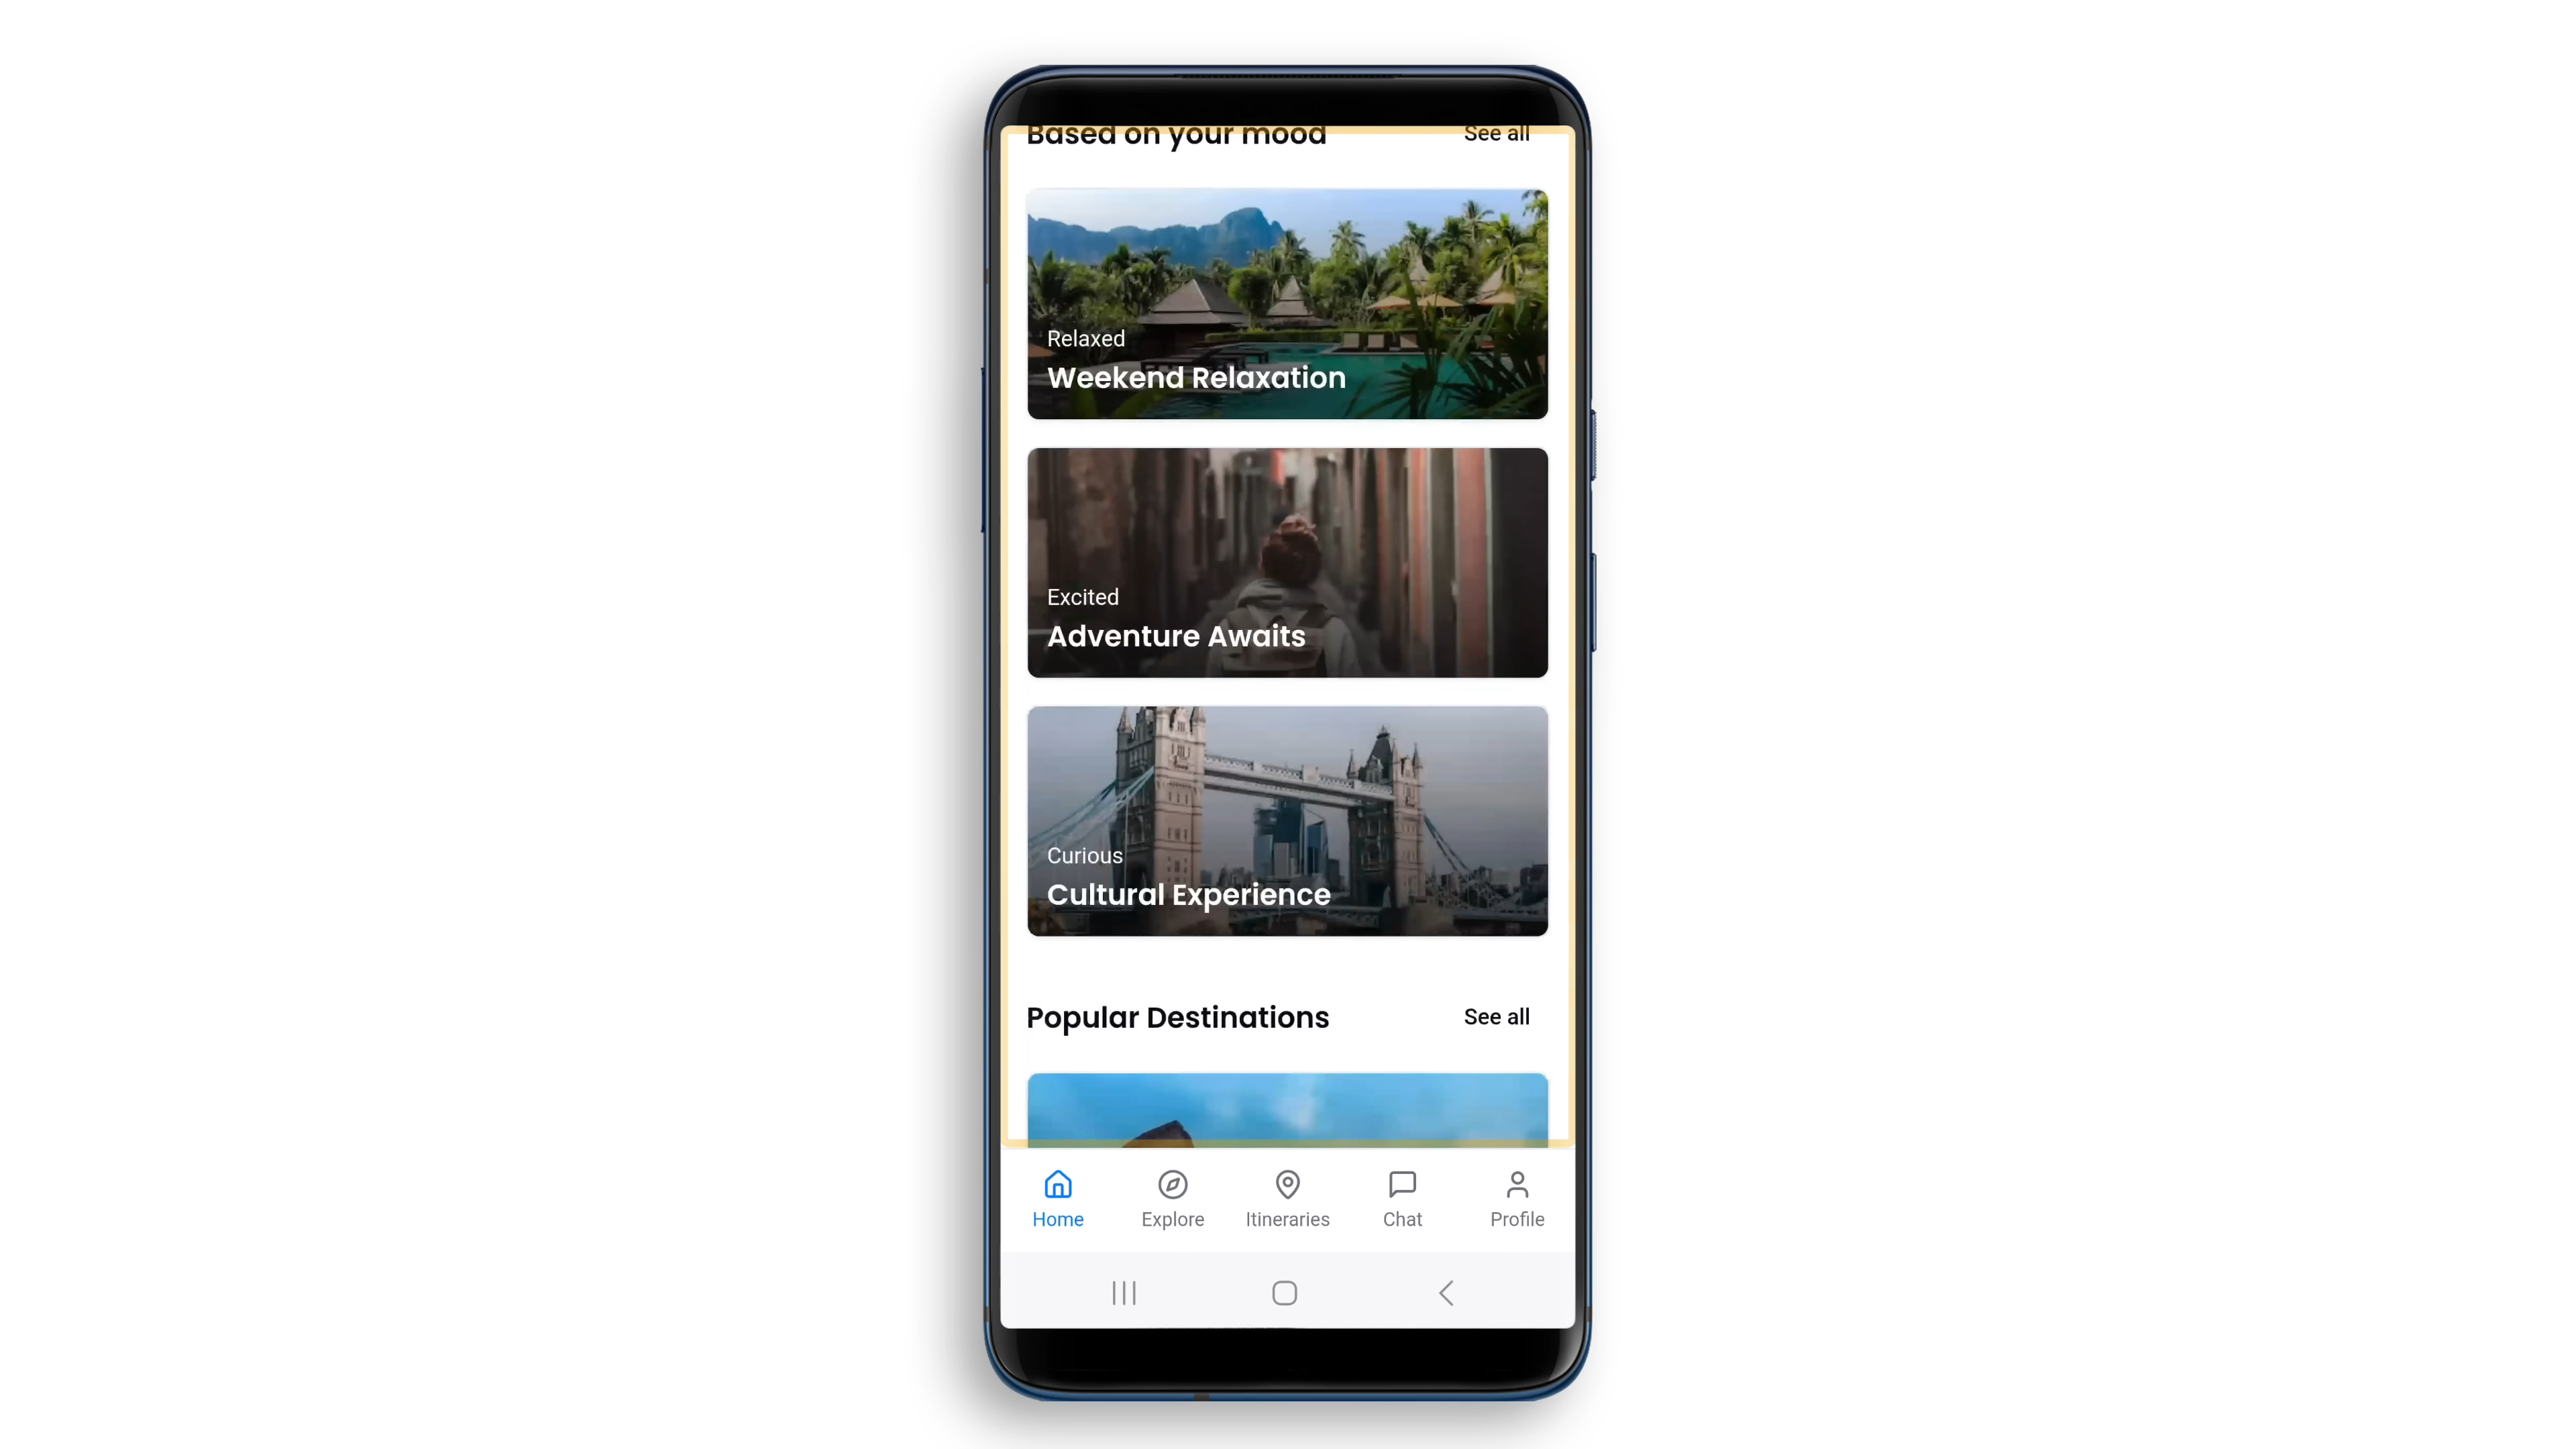 Based on your mood
See all
Relaxed
Weekend Relaxation
Excited
Adventure Awaits
Curious
Cultural Experience
Popular Destinations
See all
Home
Explore
Itineraries
Chat
Profile